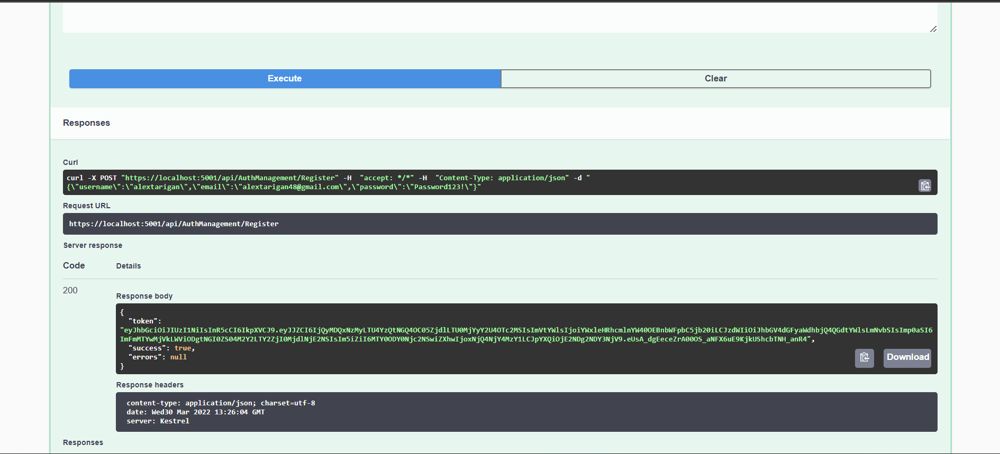 Execute
Clear
Responses
Curl
curl -X POST "https://localhost:5001/api/AuthManagement/Register" -H  "accept: */*" -H  "Content-Type: application/json" -d "
{\"username\":\"alextarigan\",\"email\":\"alextarigan48@gmail.com\",\"password\":\"Password123!\"}"
Request URL
https://localhost:5001/api/AuthManagement/Register
Server response
Code
Details
200
Response body
{
"token":
"eyJhbGciOiJIUzI1NiIsInR5cCI6IkpXVCJ9.eyJJZCI6IjQyMDQxNzMyLTU4YzQtNGQ4OC05ZjdlLTU0MjYyY2U4OTc2MSIsImVtYWlsIjoiYWxleHRhcmlnYW40OEBnbWFpbC5jb20iLCJzdWIiOiJhbGV4dGFyaWdhbjQ4QGdtYWlsLmNvbSIsImp0aSI6
ImFmMTYwMjVkLWViODgtNGI0ZS04M2Y2LTY2ZjI0MjdlNjE2NSIsIm5iZiI6MTY0ODY0Njc2NSwiZXhwIjoxNjQ4NjY4MzY1LCJpYXQiOjE2NDg2NDY3NjV9.eUsA_dgEeceZrA00OS_aNFX6uE9KjkUShcbTNH_anR4",
"success": true,
"errors": null
}
Download
Response headers
content-type: application/json; charset=utf-8
date: Wed30 Mar 2022 13:26:04 GMT
server: Kestrel
Responses